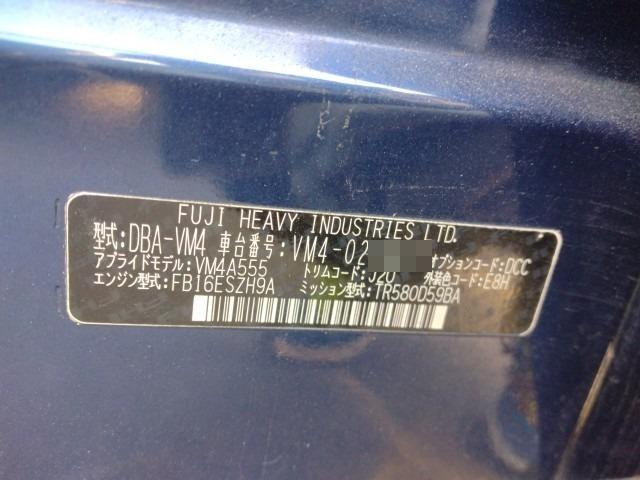 FUJI HEAVY INDUSTRIES LTD.
型式:DBA-VM4 車台番号:VM4-02
アプライドモデル:VM4A555 トリムコード:J20 オプションコード:DCC
エンジン型式:FB16ESZH9A ミッション型式:TR580D59BA 外装色コード:E8H